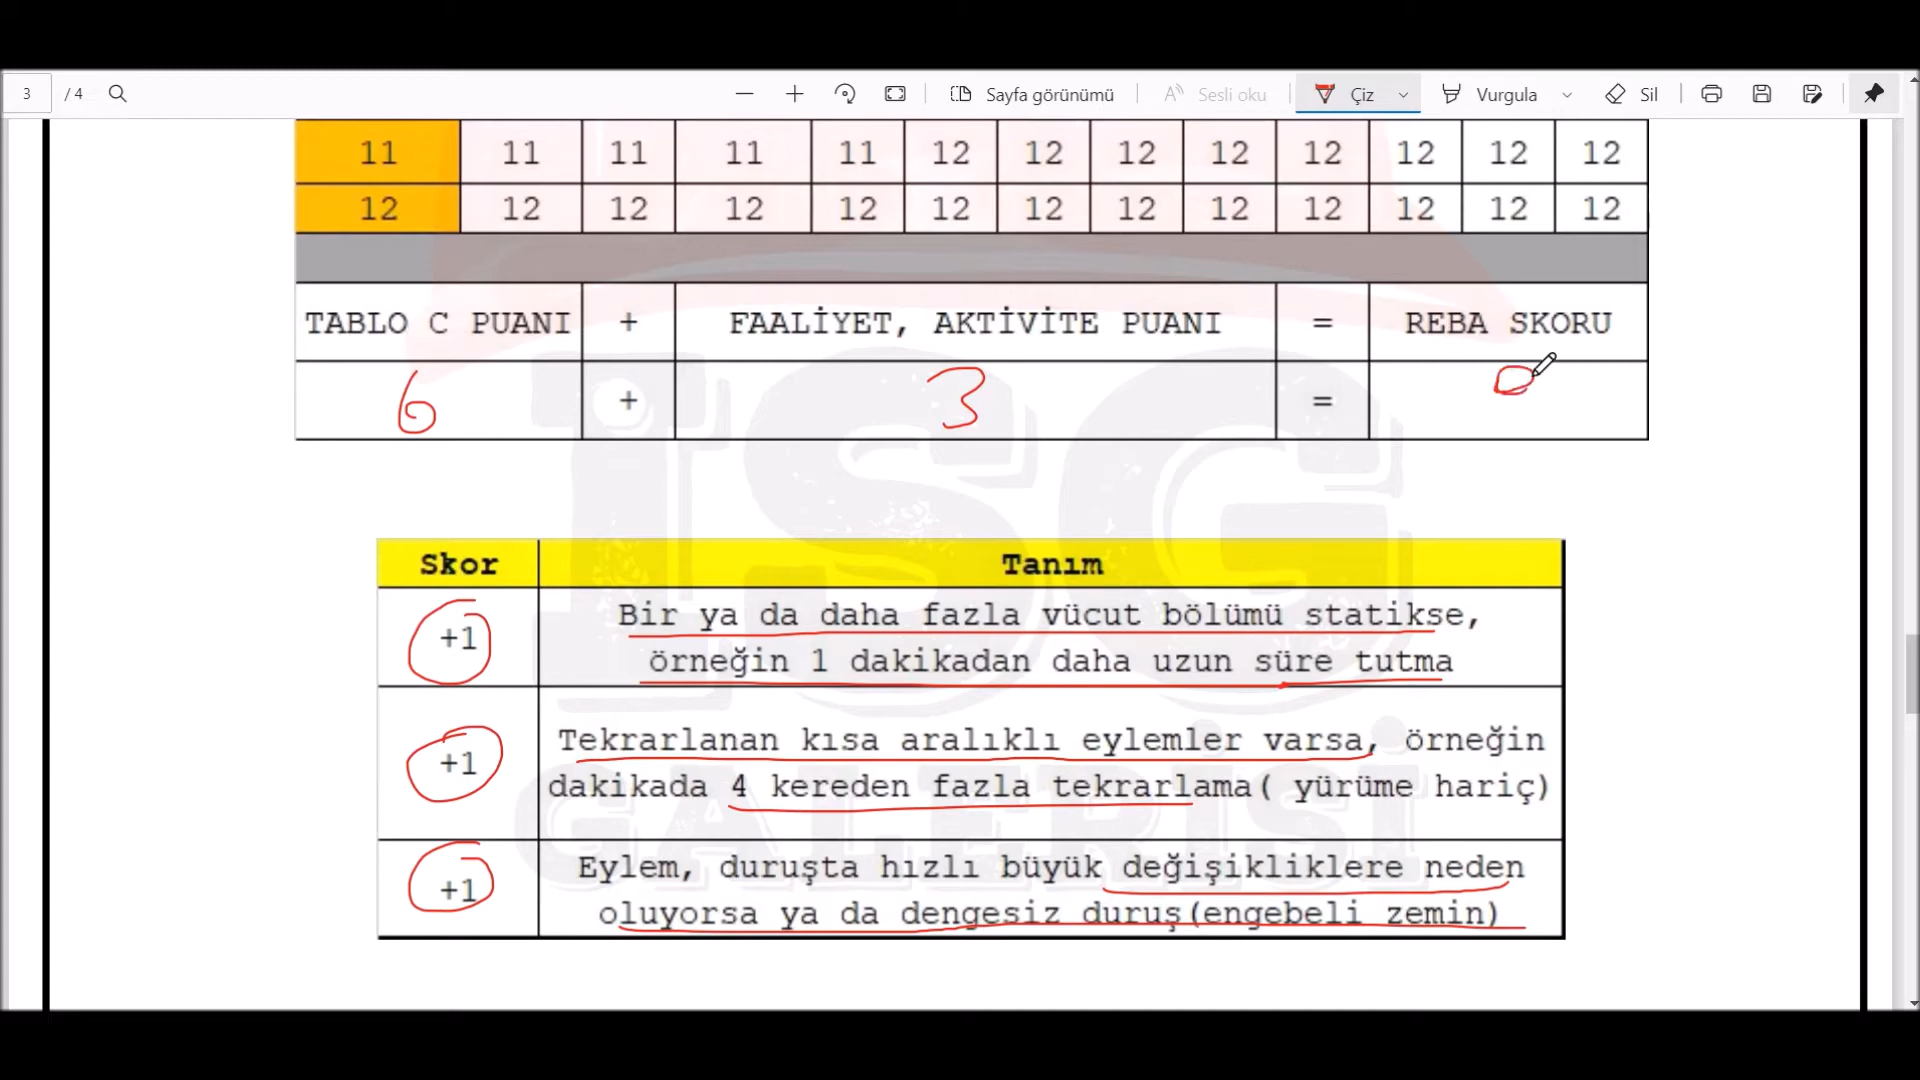 3 / 4 Sayfa görünümü Sesli oku Çiz Vurgula Sil
11 11 11 11 11 12 12 12 12 12 12 12 12
12 12 12 12 12 12 12 12 12 12 12 12 12
TABLO C PUANI + FAALİYET, AKTİVİTE PUANI = REBA SKORU
6 + 3 =
Skor Tanım
+1 Bir ya da daha fazla vücut bölümü statikse,
örneğin 1 dakikadan daha uzun süre tutma
+1 Tekrarlanan kısa aralıklı eylemler varsa, örneğin
dakikada 4 kereden fazla tekrarlama( yürüme hariç)
+1 Eylem, duruşta hızlı büyük değişikliklere neden
oluyorsa ya da dengesiz duruş(engebeli zemin)
İSG
GALERİSİ